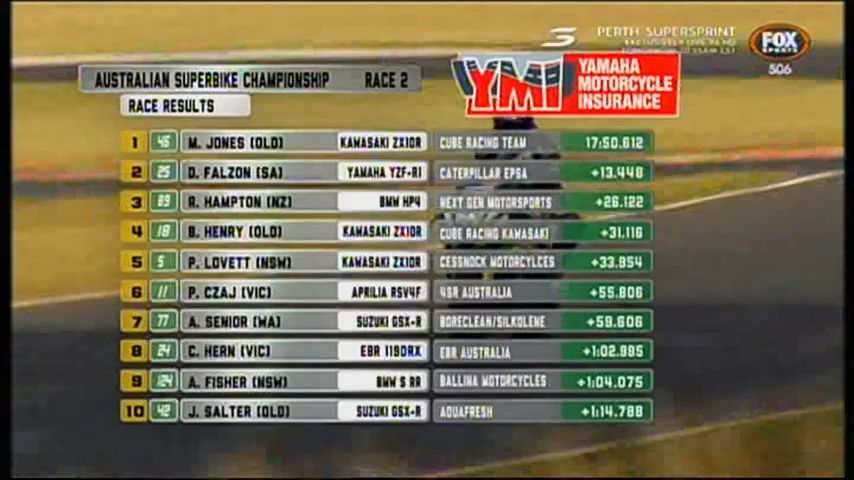 PERTH SUPERSPRINT
EXCLUSIVELY LIVE IN HD
FOX
SPORTS
506
AUSTRALIAN SUPERBIKE CHAMPIONSHIP RACE 2
RACE RESULTS
YMI YAMAHA
MOTORCYCLE
INSURANCE
1 46 M. JONES (QLD) KAWASAKI ZX10R CUBE RACING TEAM 17:50.612
2 25 D. FALZON (SA) YAMAHA YZF-R1 CATERPILLAR EPSA +13.448
3 89 R. HAMPTON (NZ) BMW HP4 NEXT GEN MOTORSPORTS +26.122
4 18 B. HENRY (QLD) KAWASAKI ZX10R CUBE RACING KAWASAKI +31.116
5 5 P. LOVETT (NSW) KAWASAKI ZX10R CESSNOCK MOTORCYLCES +33.954
6 11 P. CZAJ (VIC) APRILIA RSV4F 4SR AUSTRALIA +55.806
7 77 A. SENIOR (WA) SUZUKI GSX-R BORECLEAN/SILKOLENE +59.606
8 24 C. HERN (VIC) EBR 1190RX EBR AUSTRALIA +1:02.985
9 124 A. FISHER (NSW) BMW S RR BALLINA MOTORCYCLES +1:04.075
10 42 J. SALTER (QLD) SUZUKI GSX-R AQUAFRESH +1:14.788